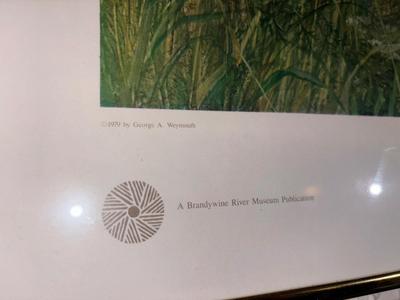 ©1979 by George A. Weymouth
A Brandywine River Museum Publication